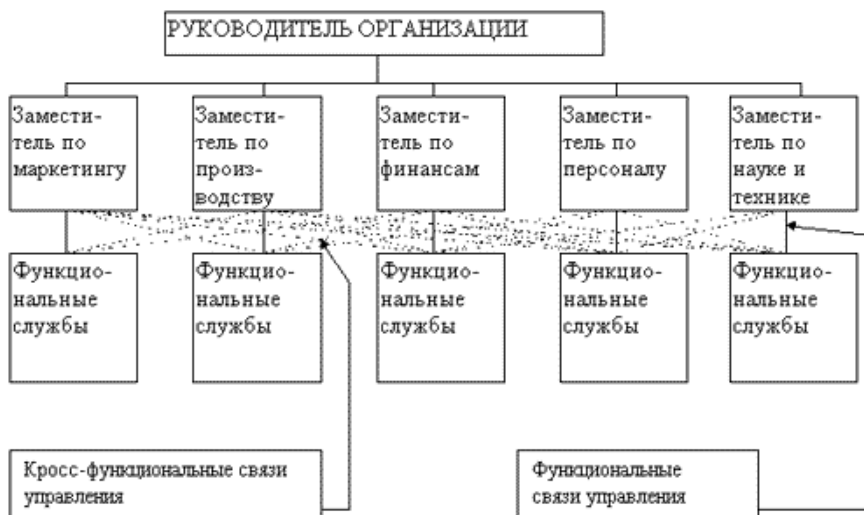 РУКОВОДИТЕЛЬ ОРГАНИЗАЦИИ
Замести-
тель по
маркетингу
Замести-
тель по
произ-
водству
Замести-
тель по
финансам
Замести-
тель по
персоналу
Замести-
тель по
науке и
технике
Функцио-
нальные
службы
Функцио-
нальные
службы
Функцио-
нальные
службы
Функцио-
нальные
службы
Функцио-
нальные
службы
Кросс-функциональные связи
управления
Функциональные
связи управления